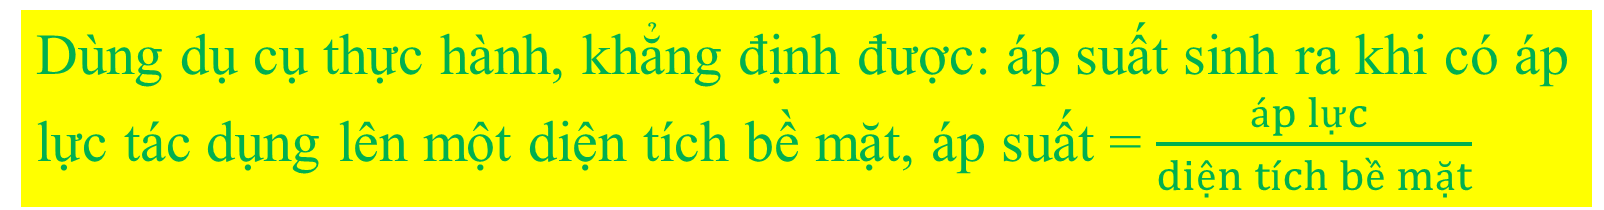 Dùng dụ cụ thực hành, khẳng định được: áp suất sinh ra khi có áp
lực tác dụng lên một diện tích bề mặt, áp suất = áp lực / diện tích bề mặt